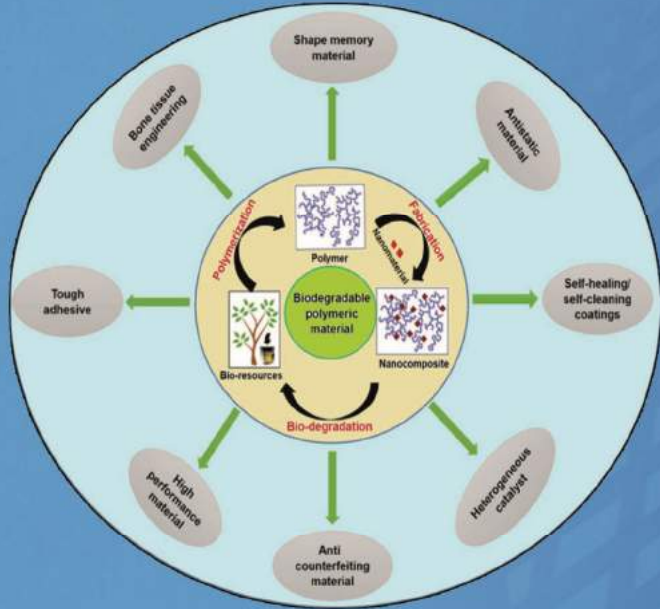 Shape memory
material
Antistatic
material
Self-healing/
self-cleaning
coatings
Heterogeneous
catalyst
Anti
counterfeiting
material
High
performance
material
Tough
adhesive
Bone tissue
engineering
Polymerization
Fabrication
Nanomaterial
Polymer
Biodegradable
polymeric
material
Bio-resources
Nanocomposite
Bio-degradation